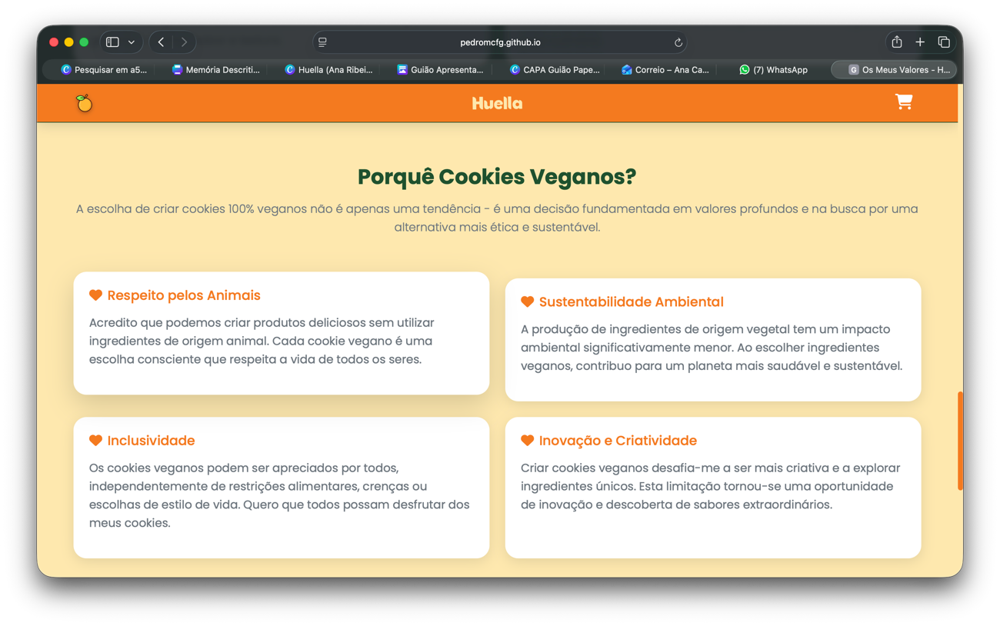 pedromcfg.github.io
Pesquisar em a5...
Memória Descriti...
Huella (Ana Ribei...
Guião Apresenta...
CAPA Guião Pape...
Correio – Ana Ca...
(7) WhatsApp
G Os Meus Valores - H...
Huella
Porquê Cookies Veganos?
A escolha de criar cookies 100% veganos não é apenas uma tendência - é uma decisão fundamentada em valores profundos e na busca por uma
alternativa mais ética e sustentável.
Respeito pelos Animais
Acredito que podemos criar produtos deliciosos sem utilizar
ingredientes de origem animal. Cada cookie vegano é uma
escolha consciente que respeita a vida de todos os seres.
Sustentabilidade Ambiental
A produção de ingredientes de origem vegetal tem um impacto
ambiental significativamente menor. Ao escolher ingredientes
veganos, contribuo para um planeta mais saudável e sustentável.
Inclusividade
Os cookies veganos podem ser apreciados por todos,
independentemente de restrições alimentares, crenças ou
escolhas de estilo de vida. Quero que todos possam desfrutar dos
meus cookies.
Inovação e Criatividade
Criar cookies veganos desafia-me a ser mais criativa e a explorar
ingredientes únicos. Esta limitação tornou-se uma oportunidade
de inovação e descoberta de sabores extraordinários.